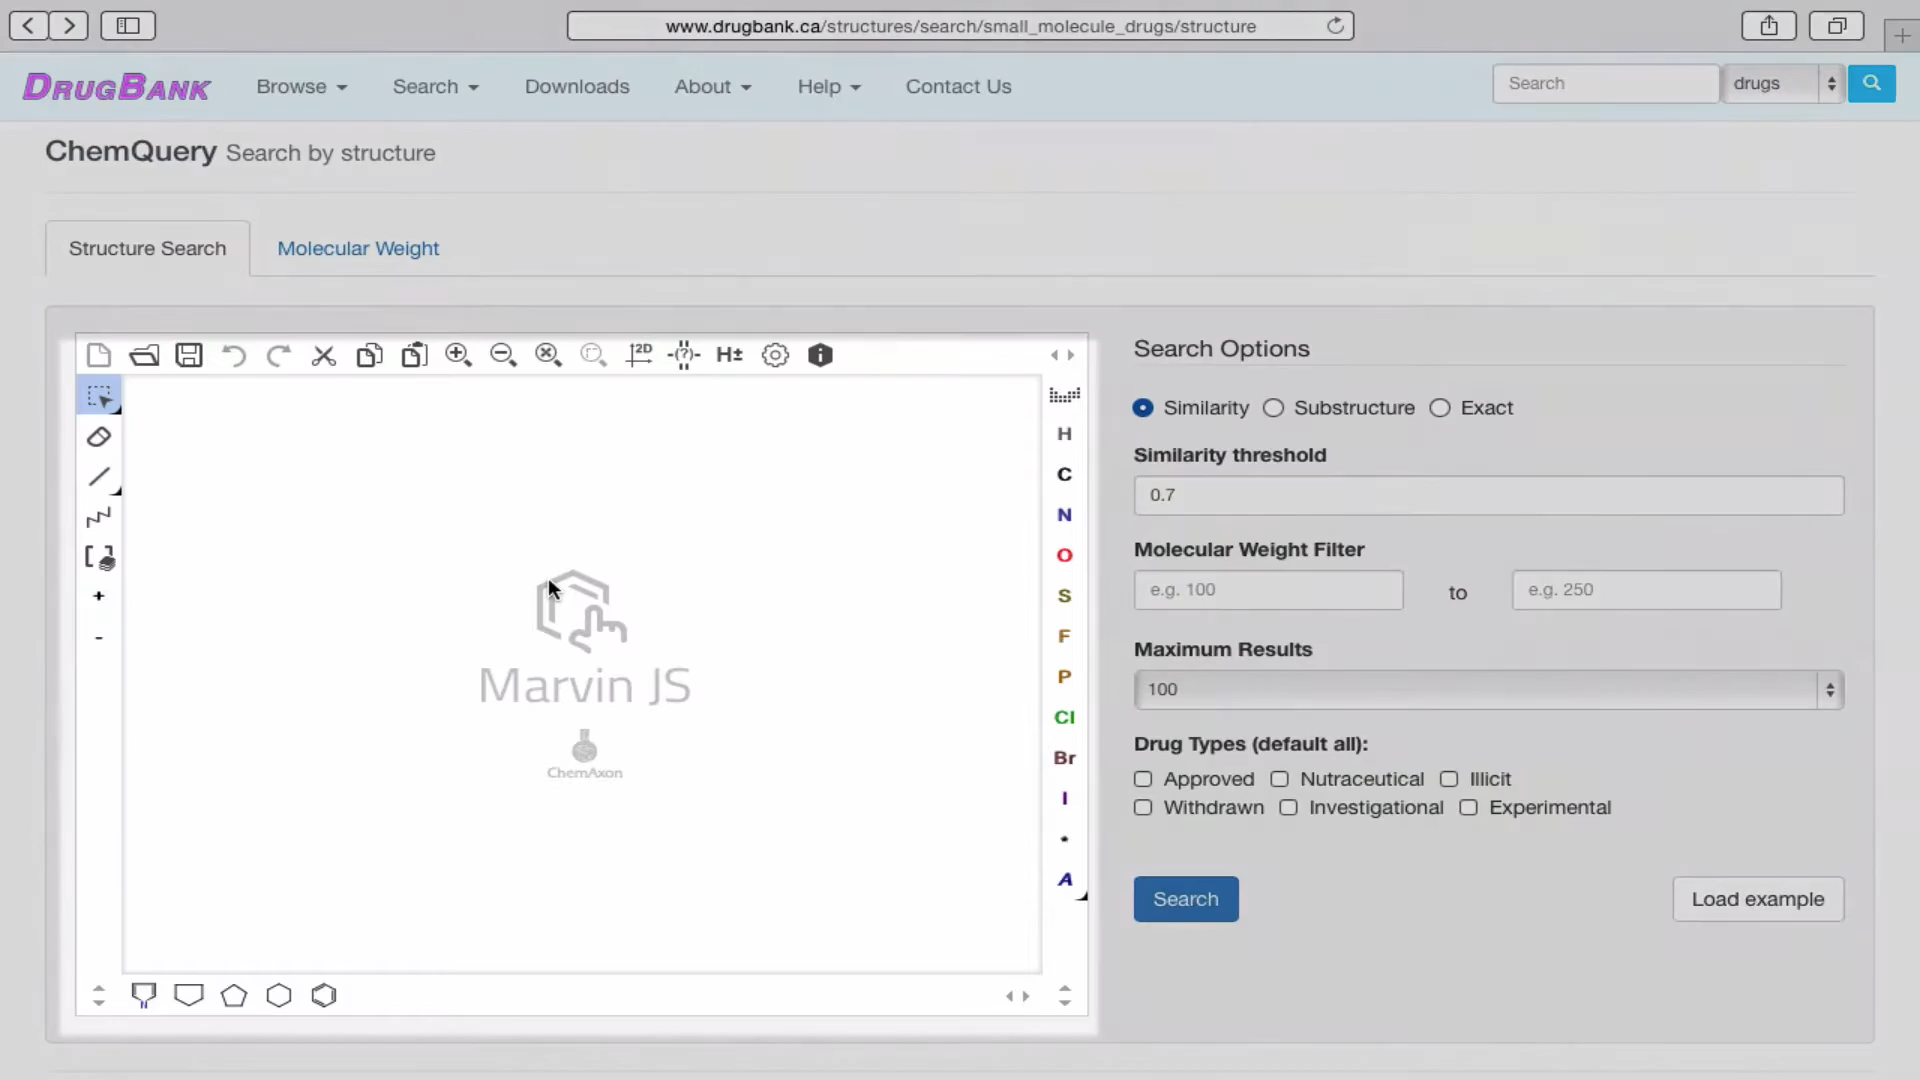 www.drugbank.ca/structures/search/small_molecule_drugs/structure
DRUGBANK Browse Search Downloads About Help Contact Us Search drugs
ChemQuery Search by structure
Structure Search Molecular Weight
2D (?) H± i
Search Options
Similarity Substructure Exact
Similarity threshold
0.7
Molecular Weight Filter
e.g. 100 to e.g. 250
Maximum Results
100
Drug Types (default all):
Approved Nutraceutical Illicit
Withdrawn Investigational Experimental
Search Load example
Marvin JS
ChemAxon
H
C
N
O
S
F
P
Cl
Br
I
*
A
+
-